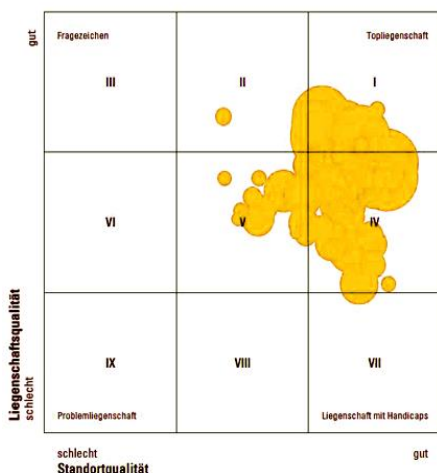 gut
Fragezeichen
Topliegenschaft
III
II
I
VI
V
IV
IX
VIII
VII
Liegenschaftsqualität
schlecht
Problemliegenschaft
Liegenschaft mit Handicaps
schlecht
gut
Standortqualität